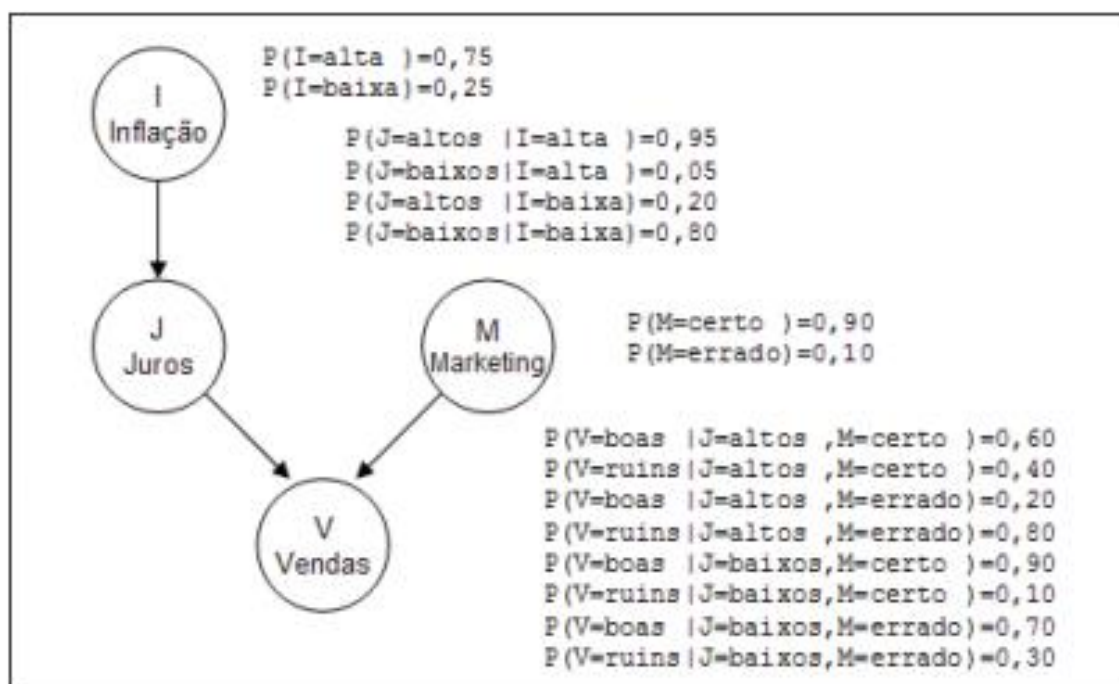 P(I=alta )=0,75
P(I=baixa)=0,25
I
Inflação
P(J=altos |I=alta )=0,95
P(J=baixos|I=alta )=0,05
P(J=altos |I=baixa)=0,20
P(J=baixos|I=baixa)=0,80
J
Juros
M
Marketing
P(M=certo )=0,90
P(M=errado)=0,10
P(V=boas |J=altos ,M=certo )=0,60
P(V=ruins|J=altos ,M=certo )=0,40
P(V=boas |J=altos ,M=errado)=0,20
P(V=ruins|J=altos ,M=errado)=0,80
P(V=boas |J=baixos,M=certo )=0,90
P(V=ruins|J=baixos,M=certo )=0,10
P(V=boas |J=baixos,M=errado)=0,70
P(V=ruins|J=baixos,M=errado)=0,30
V
Vendas